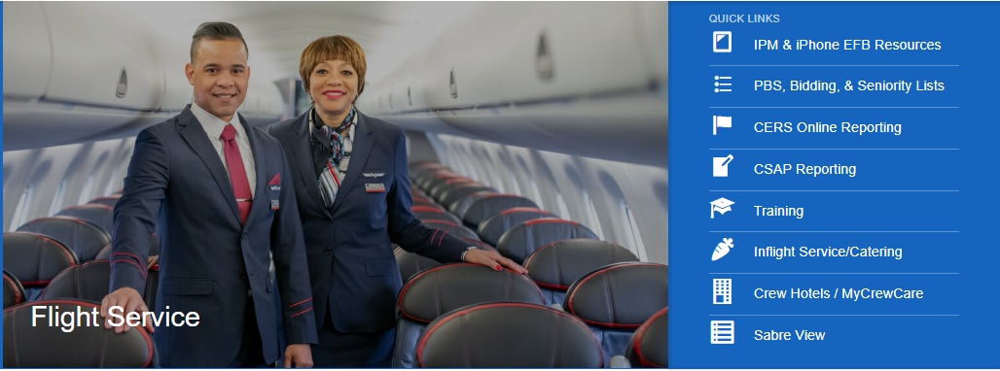 QUICK LINKS
IPM & iPhone EFB Resources
PBS, Bidding, & Seniority Lists
CERS Online Reporting
CSAP Reporting
Training
Inflight Service/Catering
Crew Hotels / MyCrewCare
Sabre View
Flight Service